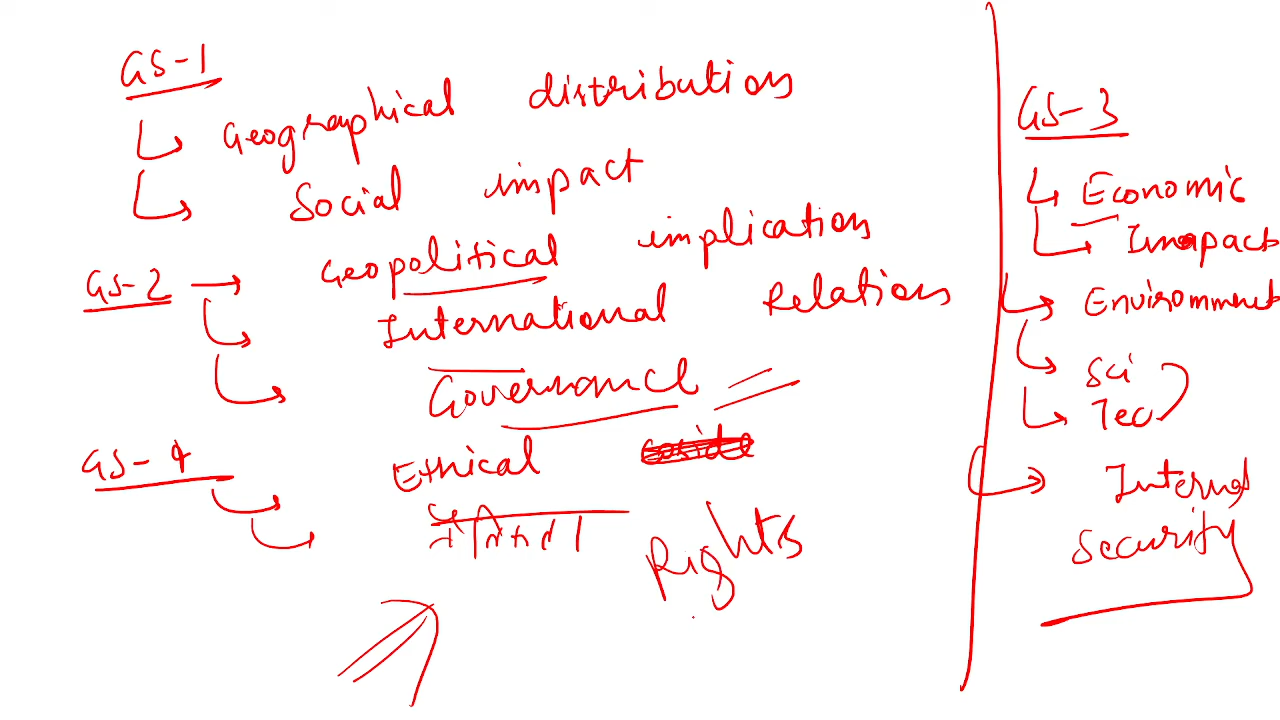 GS-1
Geographical distributions
Social impact
GS-2
Geopolitical implication
International Relations
Governance
GS-4
Ethical
Rights
GS-3
Economic
Impact
Environment
Sci
Tec
Internal
Security